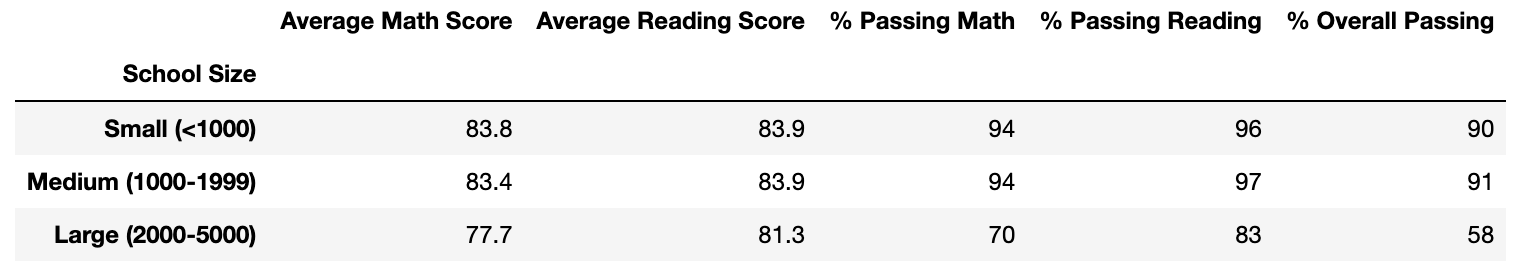 Average Math Score Average Reading Score % Passing Math % Passing Reading % Overall Passing
School Size
Small (<1000) 83.8 83.9 94 96 90
Medium (1000-1999) 83.4 83.9 94 97 91
Large (2000-5000) 77.7 81.3 70 83 58